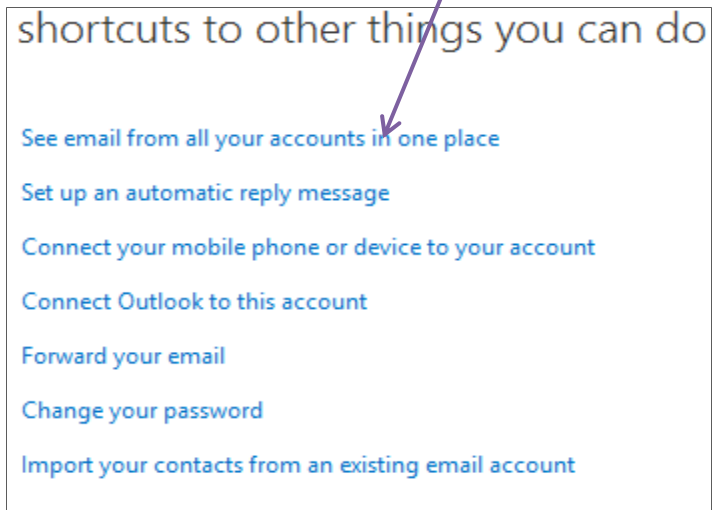 shortcuts to other things you can do
See email from all your accounts in one place
Set up an automatic reply message
Connect your mobile phone or device to your account
Connect Outlook to this account
Forward your email
Change your password
Import your contacts from an existing email account